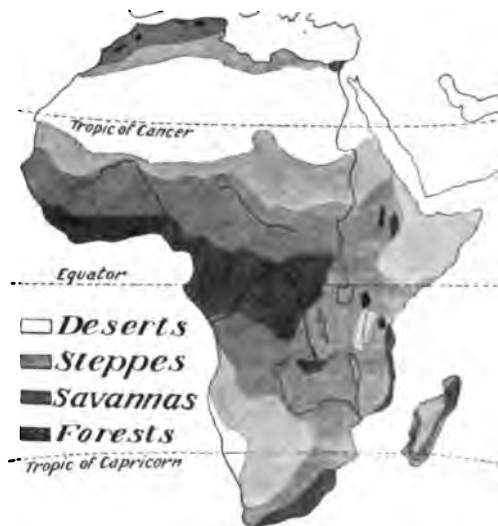 Tropic of Cancer
Equator
Deserts
Steppes
Savannas
Forests
Tropic of Capricorn